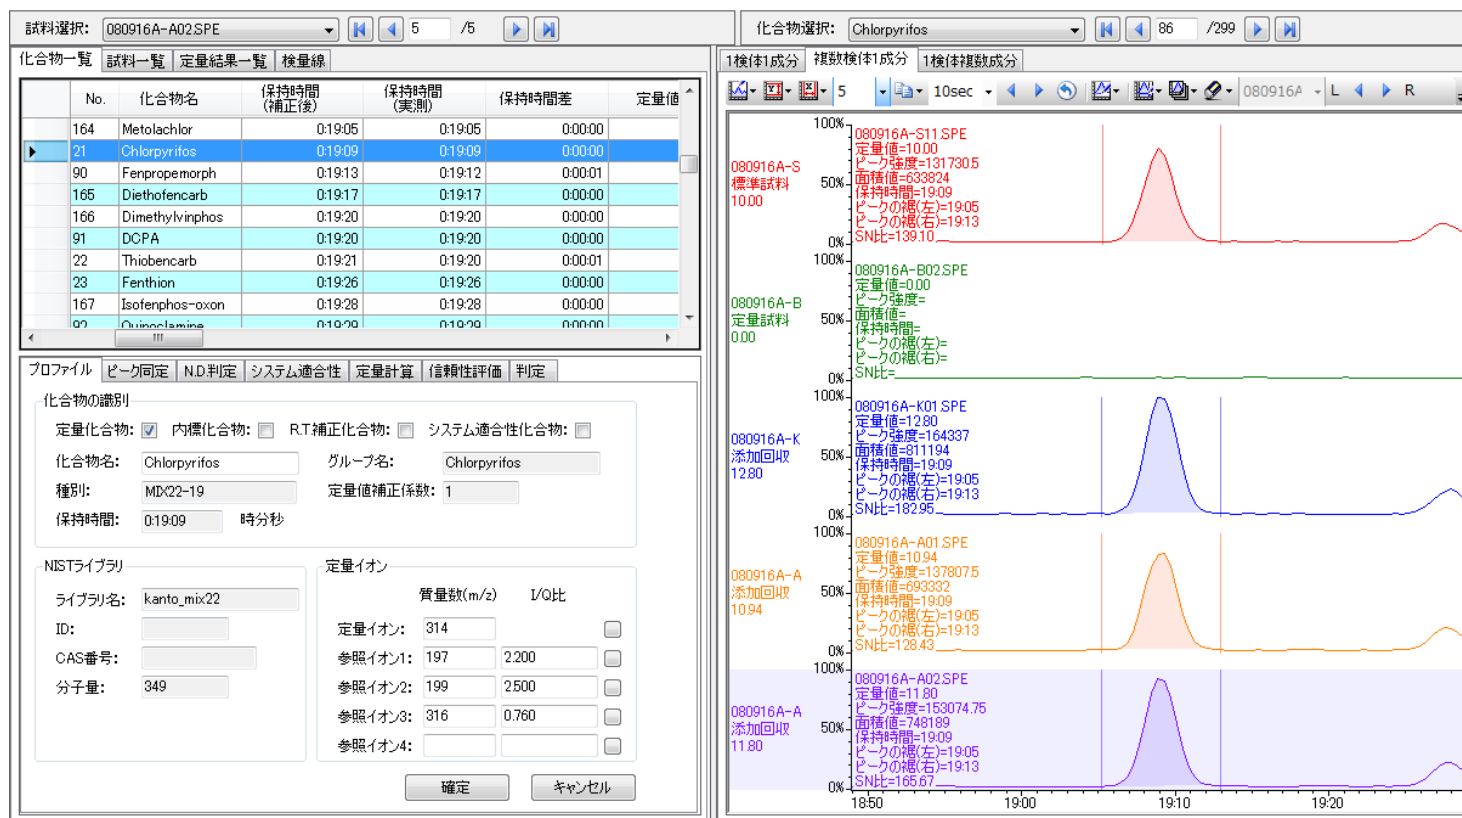 試料選択: 080916A-A02.SPE 5 /5
化合物一覧 試料一覧 定量結果一覧 検量線
No. 化合物名 保持時間(補正後) 保持時間(実測) 保持時間差 定量値
164 Metolachlor 0:19:05 0:19:05 0:00:00
21 Chlorpyrifos 0:19:09 0:19:09 0:00:00
90 Fenpropemorph 0:19:13 0:19:12 0:00:01
165 Diethofencarb 0:19:17 0:19:17 0:00:00
166 Dimethylvinphos 0:19:20 0:19:20 0:00:00
91 DCPA 0:19:20 0:19:20 0:00:00
22 Thiobencarb 0:19:21 0:19:20 0:00:01
23 Fenthion 0:19:26 0:19:26 0:00:00
167 Isofenphos-oxon 0:19:28 0:19:28 0:00:00
92 Quinoclamine 0:19:29 0:19:29 0:00:00
プロファイル ピーク同定 N.D.判定 システム適合性 定量計算 信頼性評価 判定
化合物の識別
定量化合物: 内標化合物: R.T.補正化合物: システム適合性化合物:
化合物名: Chlorpyrifos グループ名: Chlorpyrifos
種別: MIX22-19 定量値補正係数: 1
保持時間: 0:19:09 時分秒
NISTライブラリ
ライブラリ名: kanto_mix22
ID:
CAS番号:
分子量: 349
定量イオン
質量数(m/z) I/Q比
定量イオン: 314
参照イオン1: 197 2.200
参照イオン2: 199 2.500
参照イオン3: 316 0.760
参照イオン4:
確定 キャンセル
化合物選択: Chlorpyrifos 86 /299
1検体1成分 複数検体1成分 1検体複数成分
5 10sec 080916A L R
080916A-S
標準試料
10.00
100%
50%
0%
080916A-S11.SPE
定量値=10.00
ピーク強度=131730.5
面積値=633824
保持時間=19:09
ピークの裾(左)=19:05
ピークの裾(右)=19:13
SN比=139.10
080916A-B
定量試料
0.00
100%
50%
0%
080916A-B02.SPE
定量値=0.00
ピーク強度=
面積値=
保持時間=
ピークの裾(左)=
ピークの裾(右)=
SN比=
080916A-K
添加回収
12.80
100%
50%
0%
080916A-K01.SPE
定量値=12.80
ピーク強度=164337
面積値=811194
保持時間=19:09
ピークの裾(左)=19:05
ピークの裾(右)=19:13
SN比=182.95
080916A-A
添加回収
10.94
100%
50%
0%
080916A-A01.SPE
定量値=10.94
ピーク強度=137807.5
面積値=693332
保持時間=19:09
ピークの裾(左)=19:05
ピークの裾(右)=19:13
SN比=128.43
080916A-A
添加回収
11.80
100%
50%
0%
080916A-A02.SPE
定量値=11.80
ピーク強度=153074.75
面積値=748189
保持時間=19:09
ピークの裾(左)=19:05
ピークの裾(右)=19:13
SN比=165.67
18:50 19:00 19:10 19:20